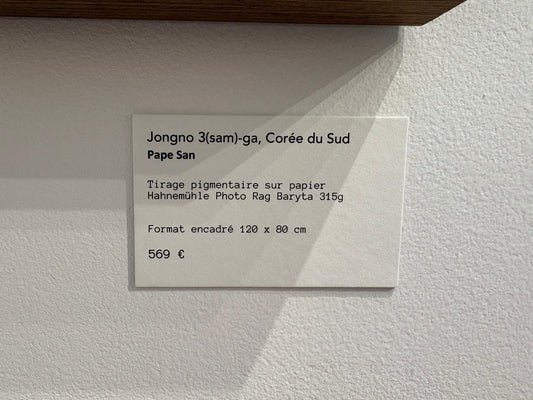 Jongno 3(sam)-ga, Corée du Sud
Pape San
Tirage pigmentaire sur papier
Hahnemühle Photo Rag Baryta 315g
Format encadré 120 x 80 cm
569 €